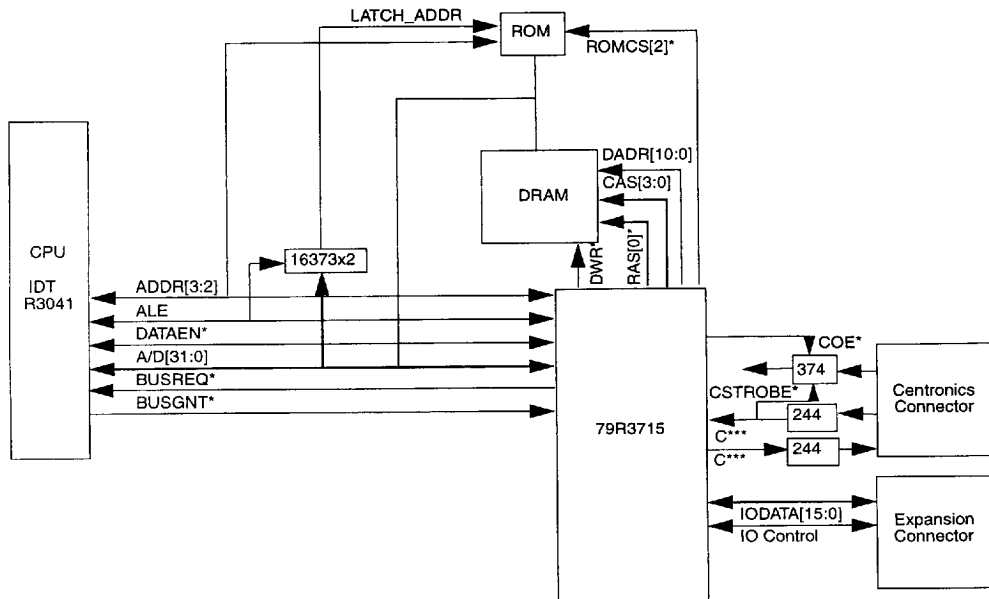 LATCH_ADDR
ROM
ROMCS[2]*
DADR[10:0]
CAS[3:0]
DRAM
DWR*
RAS[0]*
CPU
IDT
R3041
16373x2
ADDR[3:2]
ALE
DATAEN*
A/D[31:0]
BUSREQ*
BUSGNT*
79R3715
COE*
374
CSTROBE*
244
C***
244
C***
Centronics
Connector
IODATA[15:0]
IO Control
Expansion
Connector